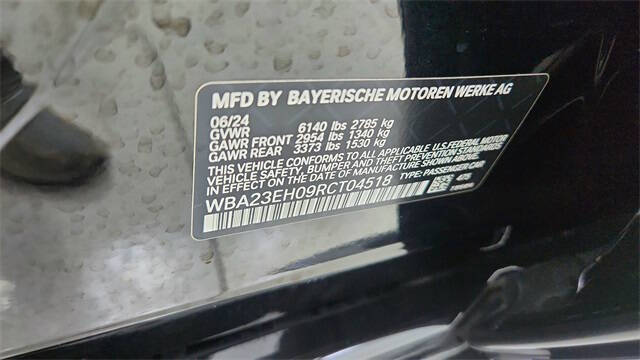 MFD BY BAYERISCHE MOTOREN WERKE AG
06/24
GVWR 6140 lbs 2785 kg
GAWR FRONT 2954 lbs 1340 kg
GAWR REAR 3373 lbs 1530 kg
THIS VEHICLE CONFORMS TO ALL APPLICABLE U.S. FEDERAL MOTOR
VEHICLE SAFETY, BUMPER AND THEFT PREVENTION STANDARDS
IN EFFECT ON THE DATE OF MANUFACTURE SHOWN ABOVE.
WBA23EH09RCT04518 TYPE: PASSENGER CAR
475